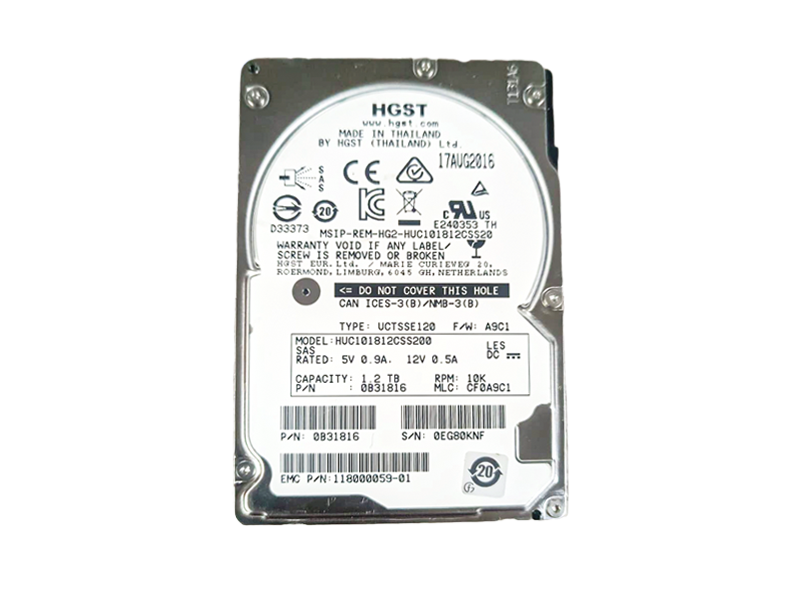 T131A6
HGST
www.hgst.com
MADE IN THAILAND
BY HGST (THAILAND) Ltd.
17AUG2016
SAS
CE
20
D33373
c UR US
E240353 TH
MSIP-REM-HG2-HUC101812CSS20
WARRANTY VOID IF ANY LABEL/
SCREW IS REMOVED OR BROKEN
HGST EUR. Ltd. / MARIE CURIEVEG 20,
ROERMOND, LIMBURG, 6045 GH, NETHERLANDS
<= DO NOT COVER THIS HOLE
CAN ICES-3(B)/NMB-3(B)
TYPE: UCTSSE120 F/W: A9C1
MODEL:HUC101812CSS200
SAS
LES
RATED: 5V 0.9A. 12V 0.5A
DC
CAPACITY: 1.2 TB RPM: 10K
P/N : 0B31816 MLC: CF0A9C1
P/N: 0B31816 S/N: 0EG80KNF
EMC P/N:118000059-01
20